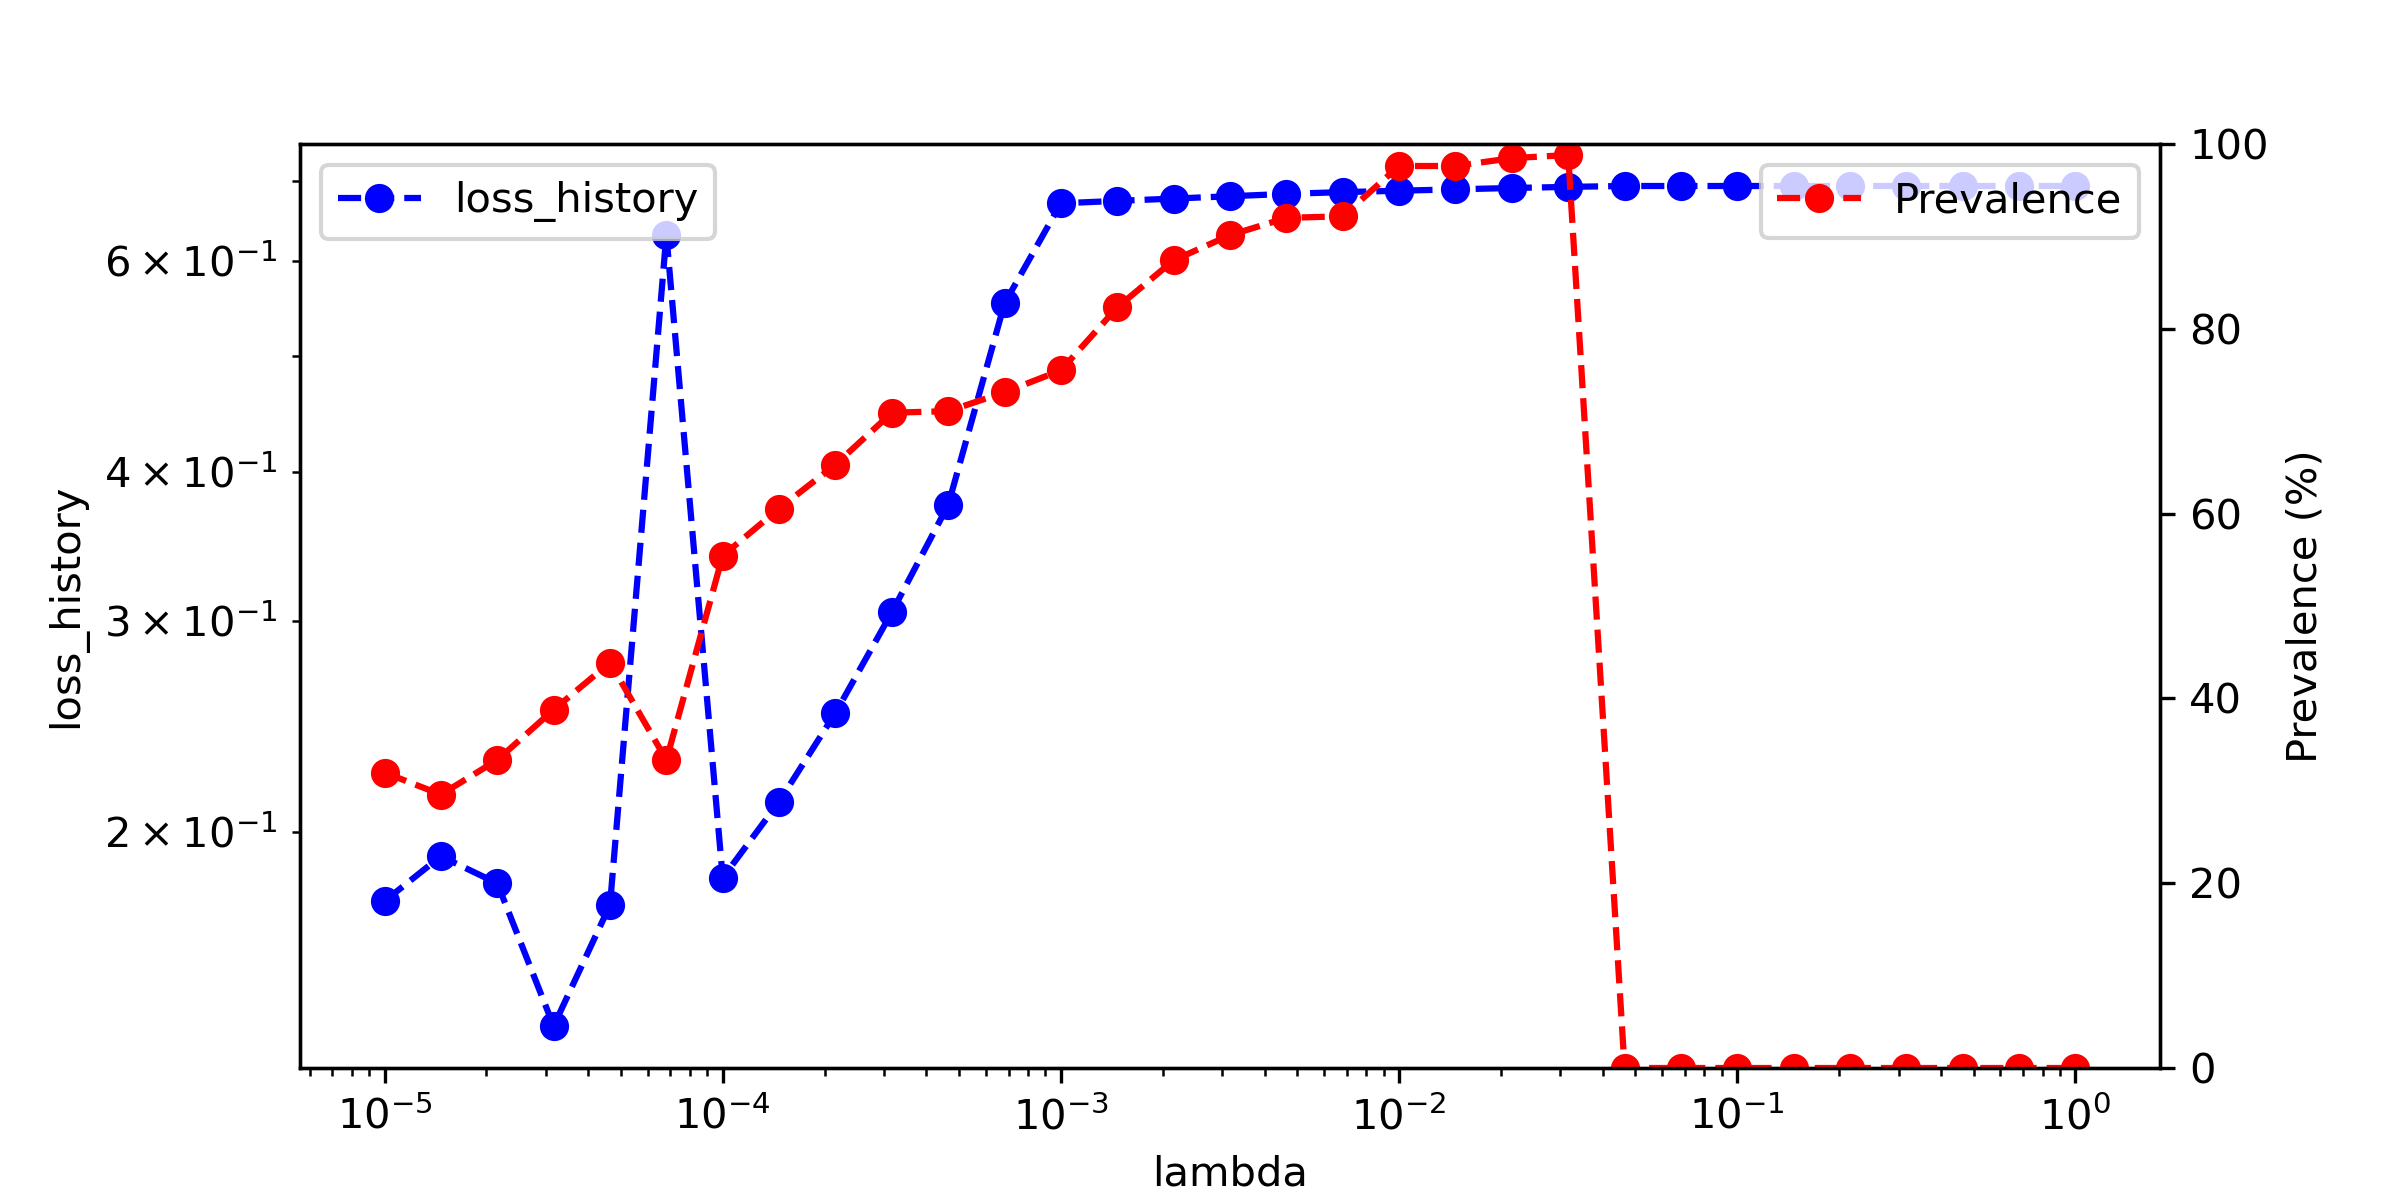 loss_history
Prevalence
6 × 10⁻¹
4 × 10⁻¹
3 × 10⁻¹
2 × 10⁻¹
loss_history
100
80
60
40
20
0
Prevalence (%)
10⁻⁵
10⁻⁴
10⁻³
10⁻²
10⁻¹
10⁰
lambda